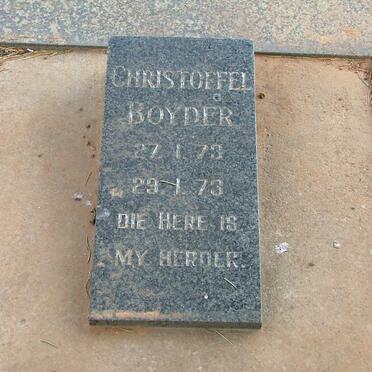 CHRISTOFFEL
BOYDER
27 1 73
29 1 73
DIE HERE IS
MY HERDER.